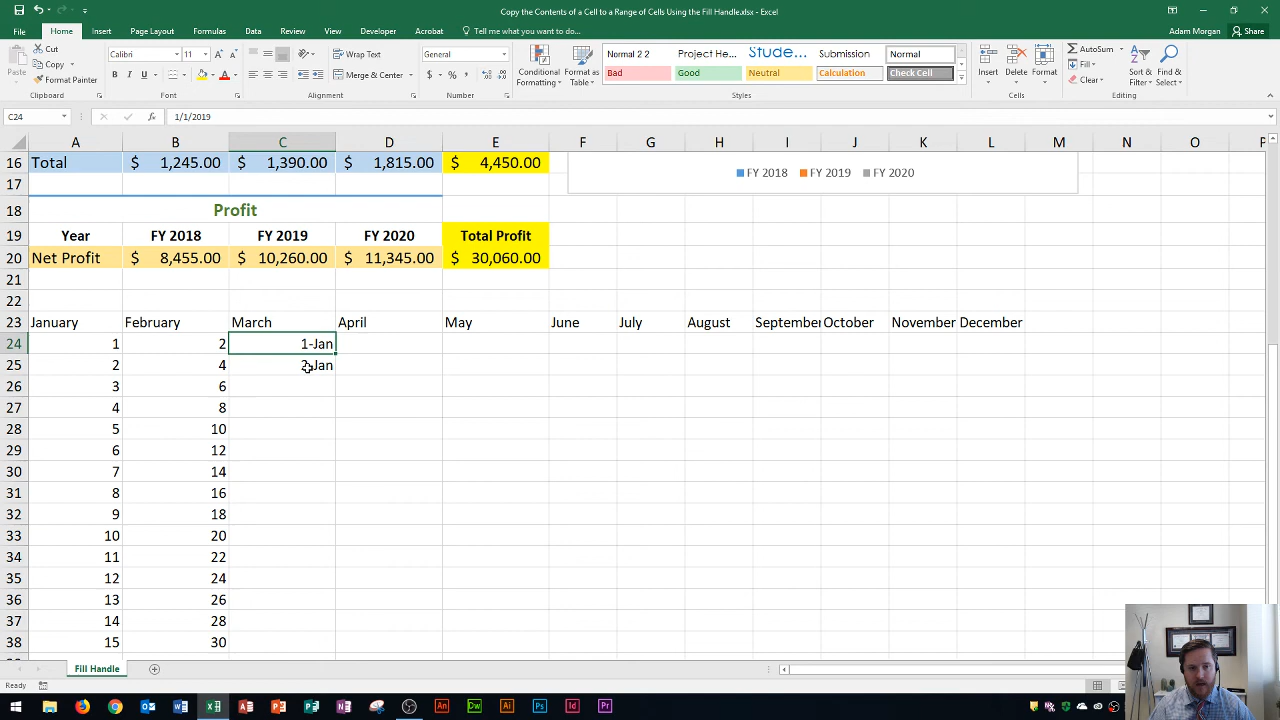 Copy the Contents of a Cell to a Range of Cells Using the Fill Handle.xlsx - Excel
Adam Morgan
Share
File Home Insert Page Layout Formulas Data Review View Developer Acrobat Tell me what you want to do
Paste
Cut
Copy
Format Painter
Clipboard
Calibri 11
B I U
Font
Wrap Text
Merge & Center
Alignment
General
$ % ,
Number
Conditional Formatting
Format as Table
Normal 2 2 Project He... Stude... Submission Normal
Bad Good Neutral Calculation Check Cell
Styles
Insert Delete Format
Cells
AutoSum
Fill
Clear
Sort & Filter
Find & Select
Editing
C24 fx 1/1/2019
A B C D E F G H I J K L M N O P
16 Total $ 1,245.00 $ 1,390.00 $ 1,815.00 $ 4,450.00 FY 2018 FY 2019 FY 2020
17
18 Profit
19 Year FY 2018 FY 2019 FY 2020 Total Profit
20 Net Profit $ 8,455.00 $ 10,260.00 $ 11,345.00 $ 30,060.00
21
22
23 January February March April May June July August September October November December
24 1 2 1-Jan
25 2 4 2-Jan
26 3 6
27 4 8
28 5 10
29 6 12
30 7 14
31 8 16
32 9 18
33 10 20
34 11 22
35 12 24
36 13 26
37 14 28
38 15 30
Fill Handle
Ready
An Dw Ai Ps Id Pr